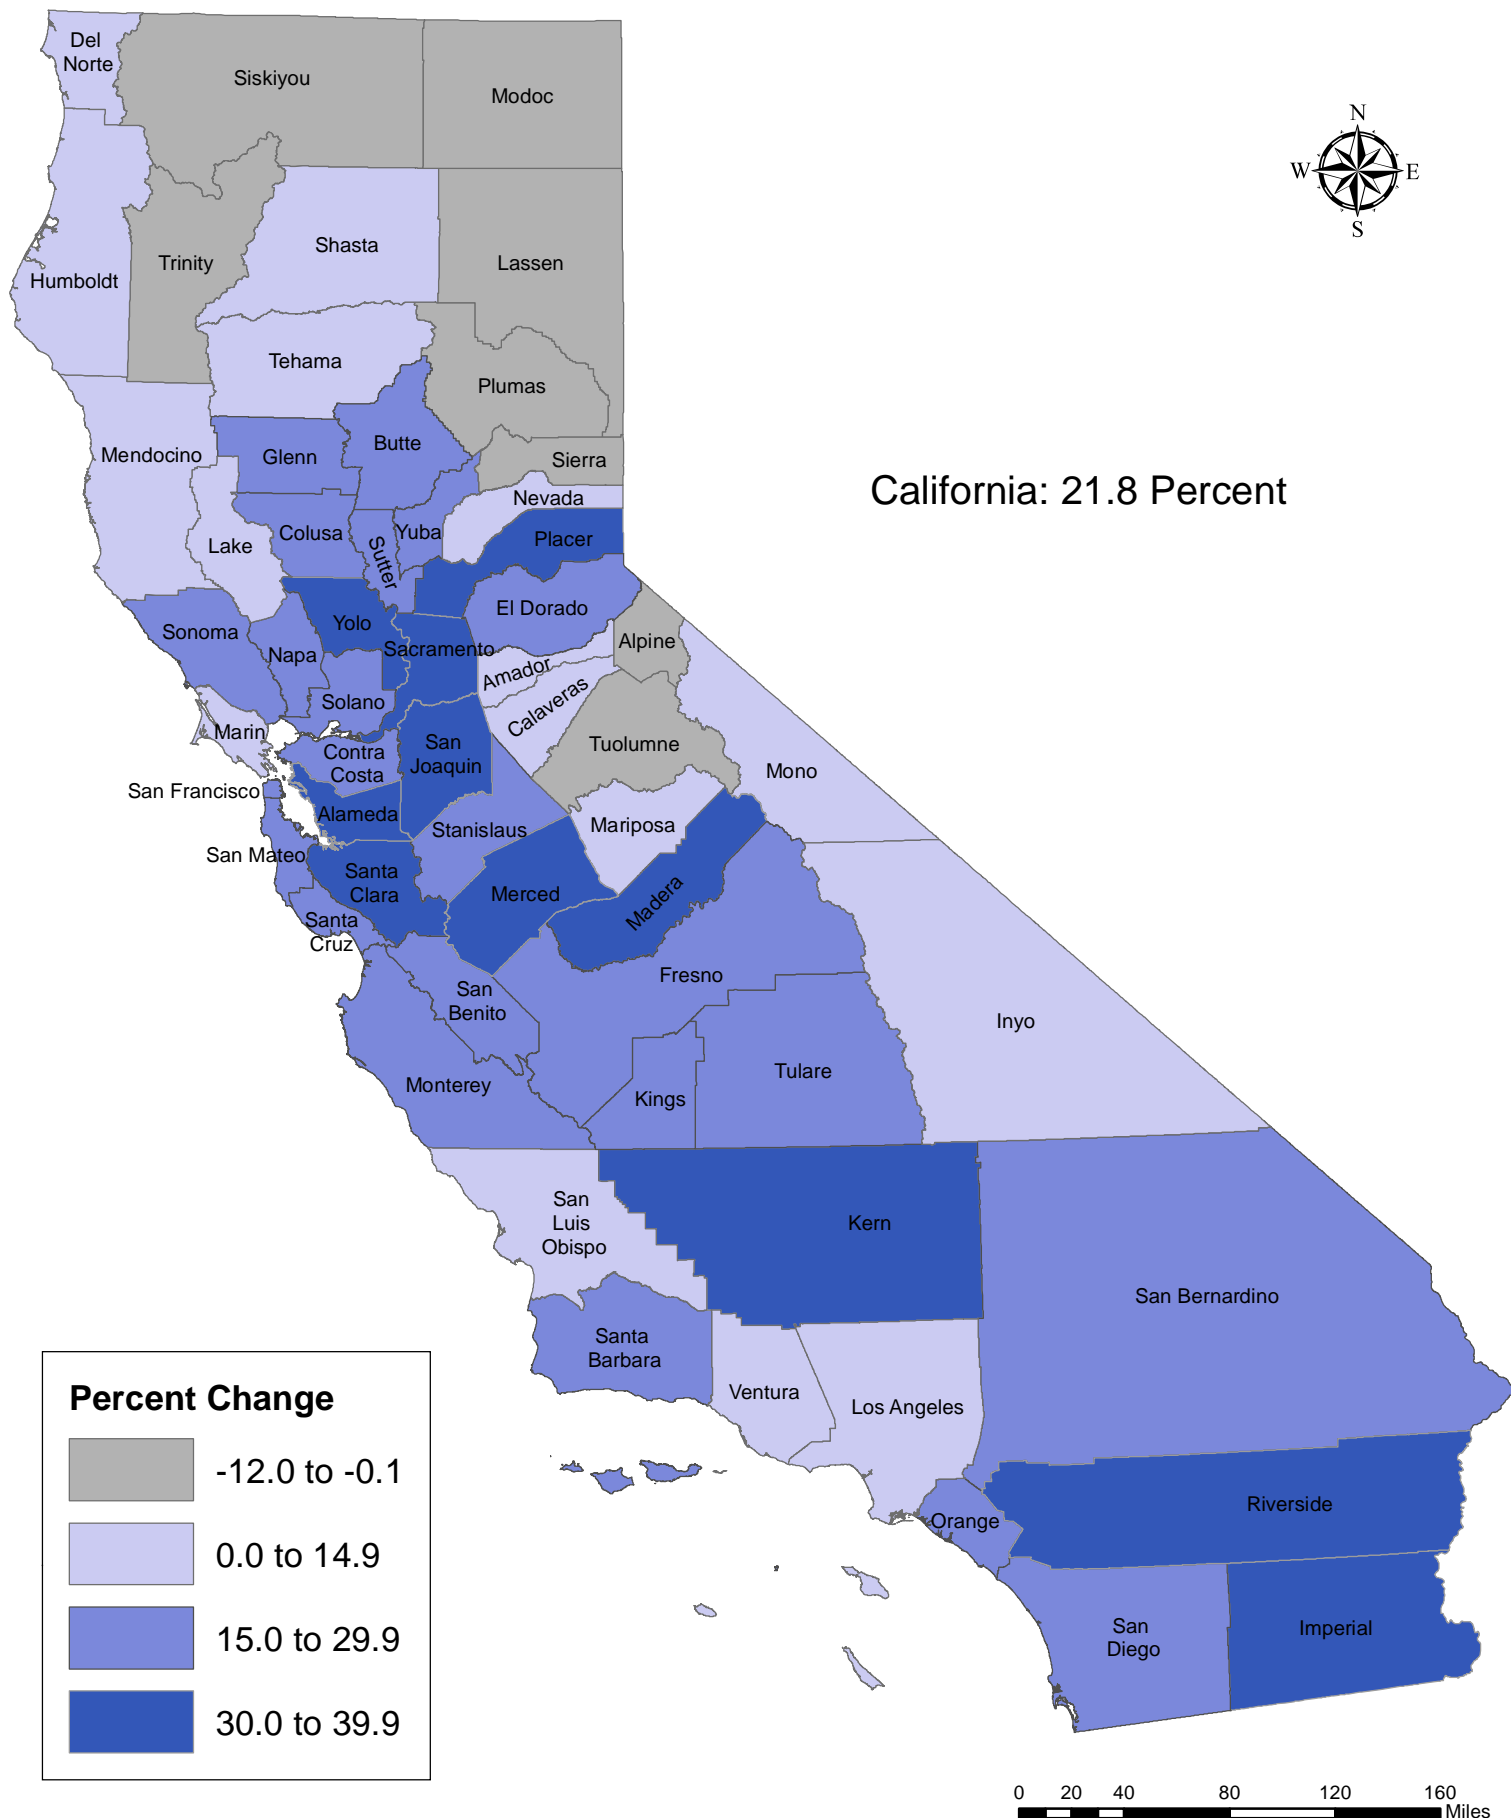 Del
Norte
Siskiyou
Modoc
N
W
E
S
Shasta
Trinity
Lassen
Humboldt
Tehama
Plumas
Mendocino
Glenn
Butte
Sierra
California: 21.8 Percent
Nevada
Colusa
Sutter
Yuba
Placer
Lake
El Dorado
Sonoma
Yolo
Sacramento
Alpine
Napa
Amador
Solano
Calaveras
Marin
Contra
Costa
San
Joaquin
Tuolumne
Mono
San Francisco
Alameda
Stanislaus
Mariposa
San Mateo
Santa
Clara
Merced
Madera
Santa
Cruz
Fresno
San
Benito
Inyo
Tulare
Monterey
Kings
San
Luis
Obispo
Kern
San Bernardino
Santa
Barbara
Ventura
Los Angeles
Riverside
Orange
San
Diego
Imperial
Percent Change
-12.0 to -0.1
0.0 to 14.9
15.0 to 29.9
30.0 to 39.9
0 20 40 80 120 160
Miles